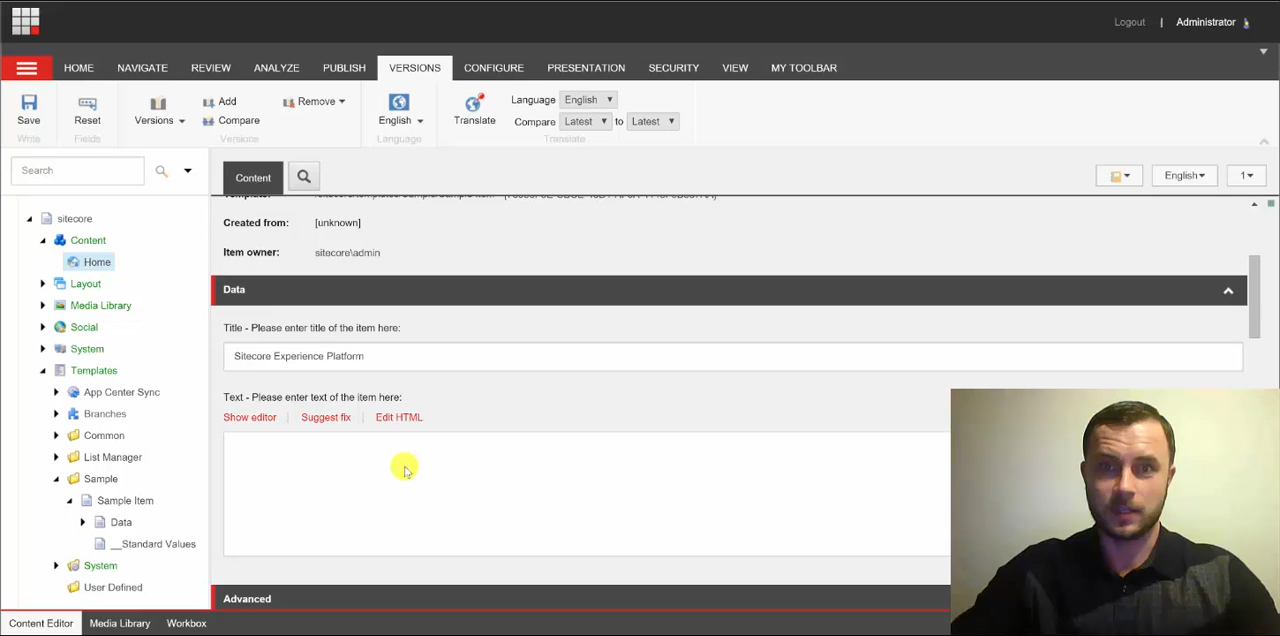 Logout | Administrator
HOME NAVIGATE REVIEW ANALYZE PUBLISH VERSIONS CONFIGURE PRESENTATION SECURITY VIEW MY TOOLBAR
Save
Write
Reset
Fields
Versions
Add
Compare
Remove
Versions
English
Language
Translate
Language English
Compare Latest to Latest
Translate
Search
Content
English
1
sitecore
Content
Home
Layout
Media Library
Social
System
Templates
App Center Sync
Branches
Common
List Manager
Sample
Sample Item
Data
__Standard Values
System
User Defined
Created from: [unknown]
Item owner: sitecore\admin
Data
Title - Please enter title of the item here:
Sitecore Experience Platform
Text - Please enter text of the item here:
Show editor | Suggest fix | Edit HTML
Advanced
Content Editor Media Library Workbox